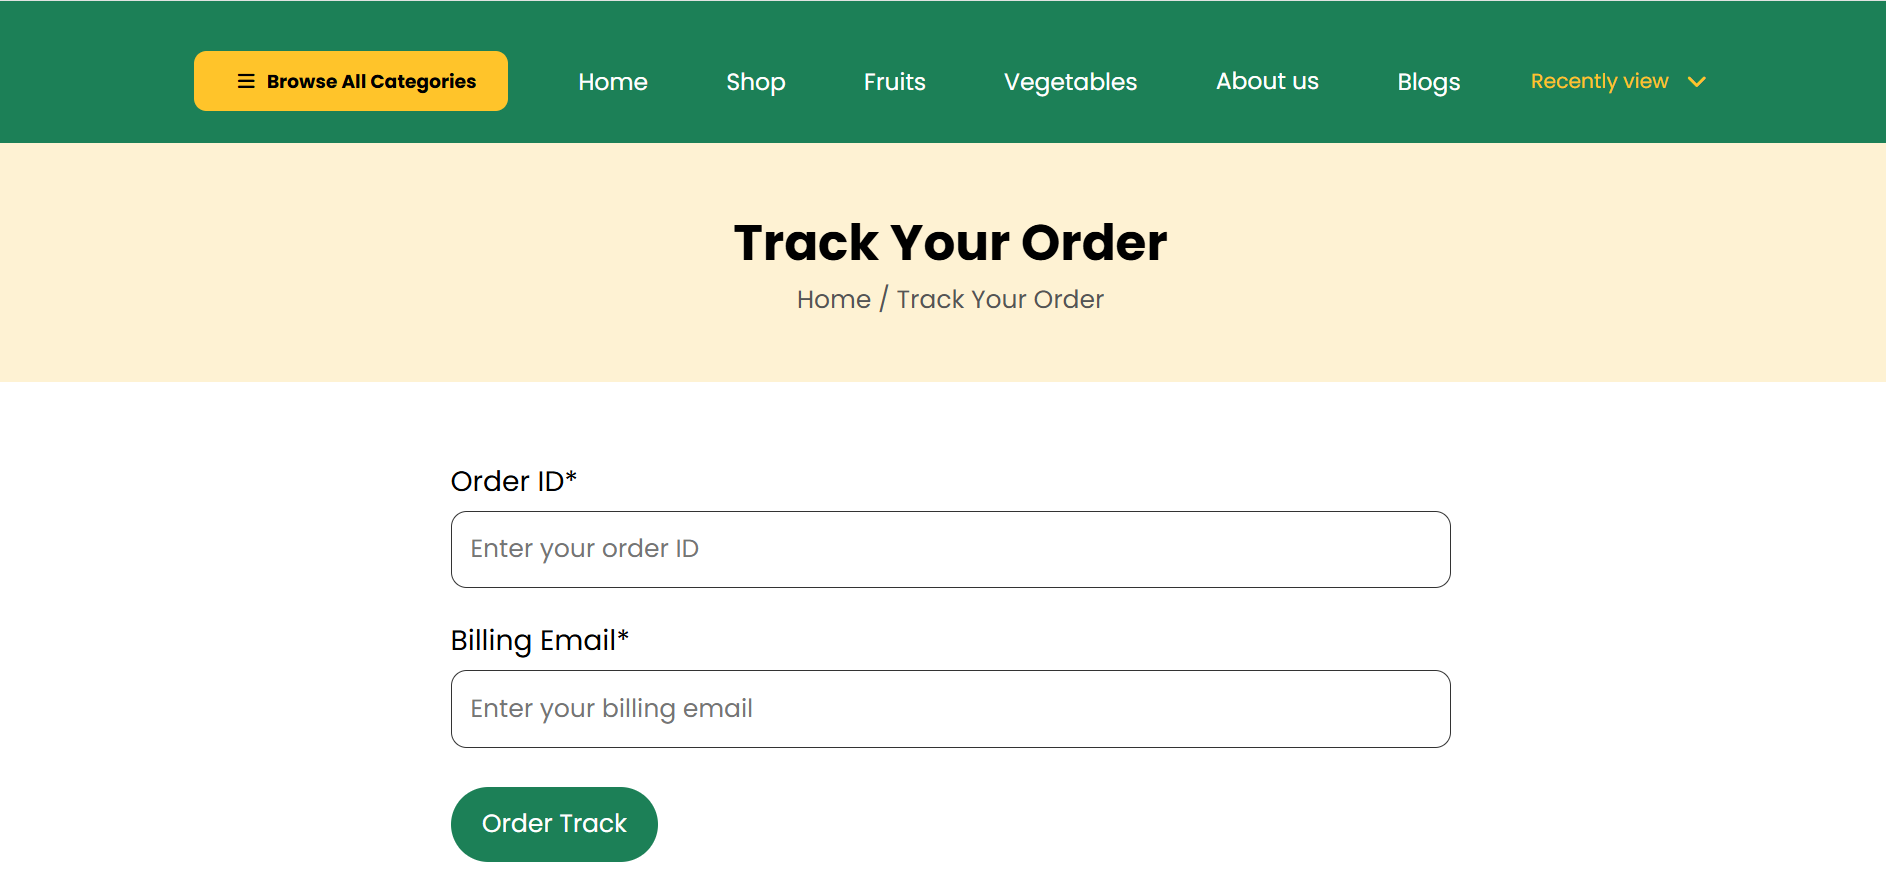 Browse All Categories Home Shop Fruits Vegetables About us Blogs Recently view
Track Your Order
Home / Track Your Order
Order ID*
Enter your order ID
Billing Email*
Enter your billing email
Order Track